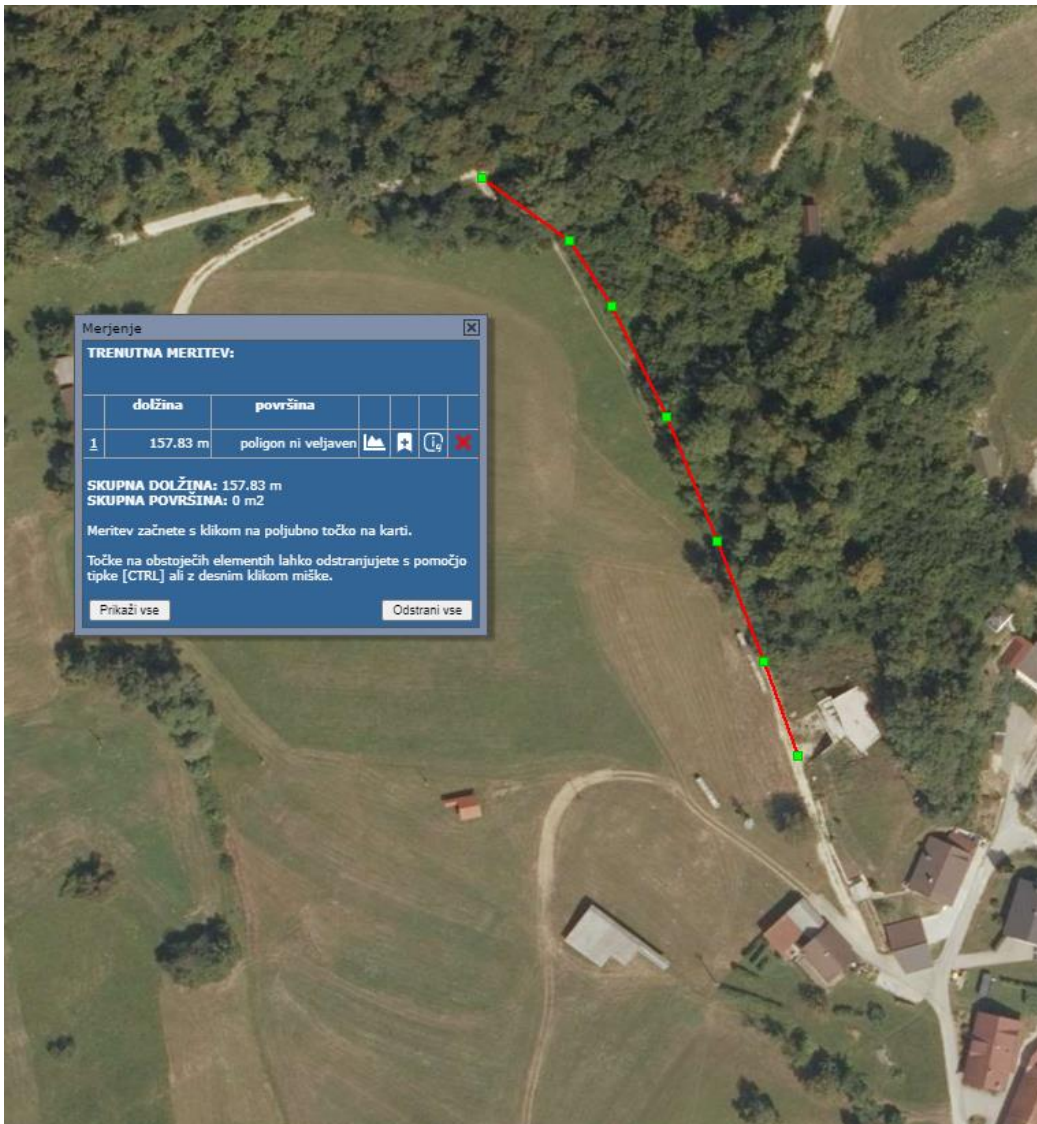 Merjenje
TRENUTNA MERITEV:
dolžina površina
1 157.83 m poligon ni veljaven
SKUPNA DOLŽINA: 157.83 m
SKUPNA POVRŠINA: 0 m2
Meritev začnete s klikom na poljubno točko na karti.
Točke na obstoječih elementih lahko odstranjujete s pomočjo
tipke [CTRL] ali z desnim klikom miške.
Prikaži vse Odstrani vse